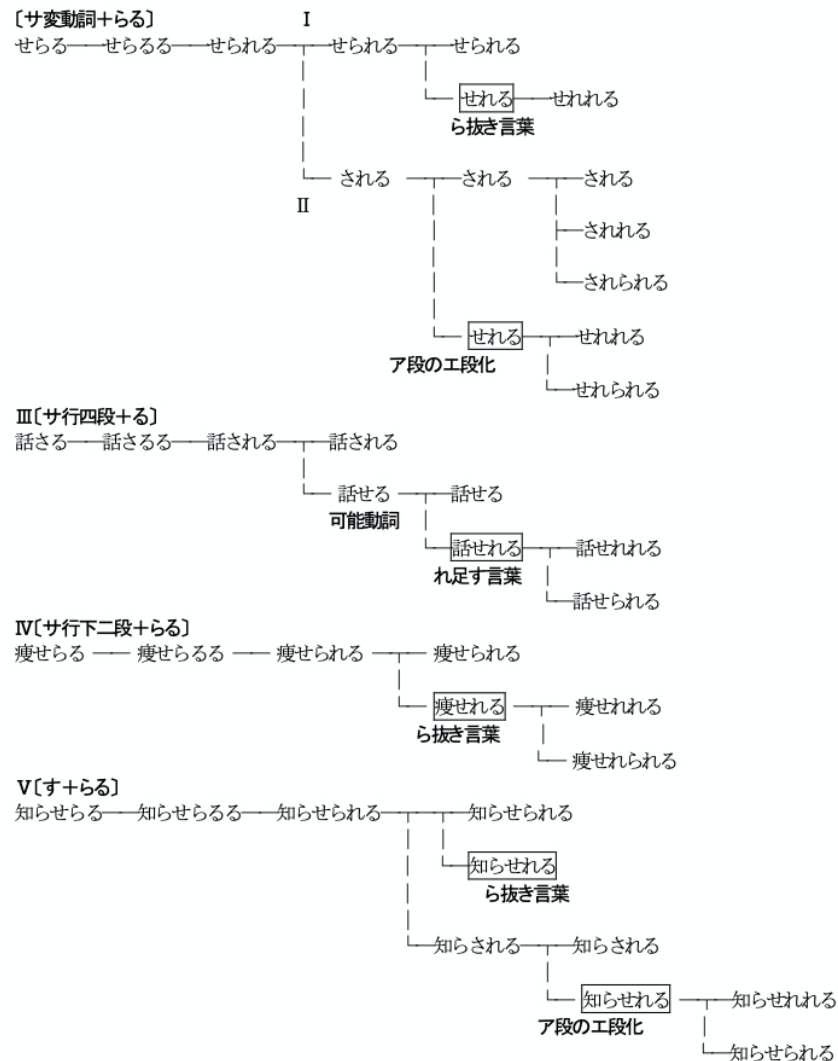 〔サ変動詞+らる〕 Ⅰ
せらる せらるる せられる せられる せられる
せれる せれれる
ら抜き言葉
される される される
Ⅱ
されれる
されられる
せれる せれれる
ア段のエ段化
せれられる
Ⅲ〔サ行四段+る〕
話さる 話さるる 話される 話される
話せる 話せる
可能動詞
話せれる 話せれれる
れ足す言葉
話せられる
Ⅳ〔サ行下二段+らる〕
痩せらる 痩せらるる 痩せられる 痩せられる
痩せれる 痩せれれる
ら抜き言葉
痩せれられる
Ⅴ〔す+らる〕
知らせらる 知らせらるる 知らせられる 知らせられる
知らせれる
ら抜き言葉
知らされる 知らされる
知らせれる 知らせれれる
ア段のエ段化
知らせられる